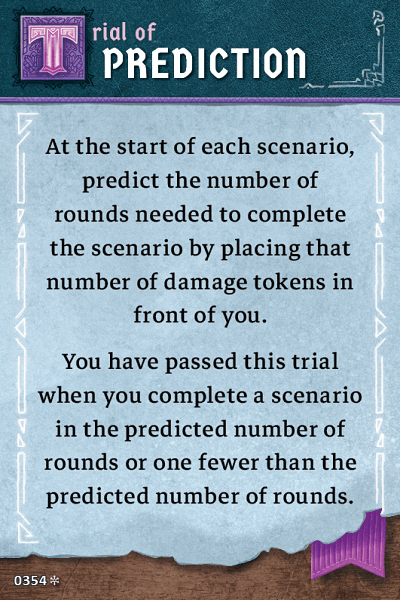 Trial of
PREDICTION
At the start of each scenario,
predict the number of
rounds needed to complete
the scenario by placing that
number of damage tokens in
front of you.
You have passed this trial
when you complete a scenario
in the predicted number of
rounds or one fewer than the
predicted number of rounds.
0354*